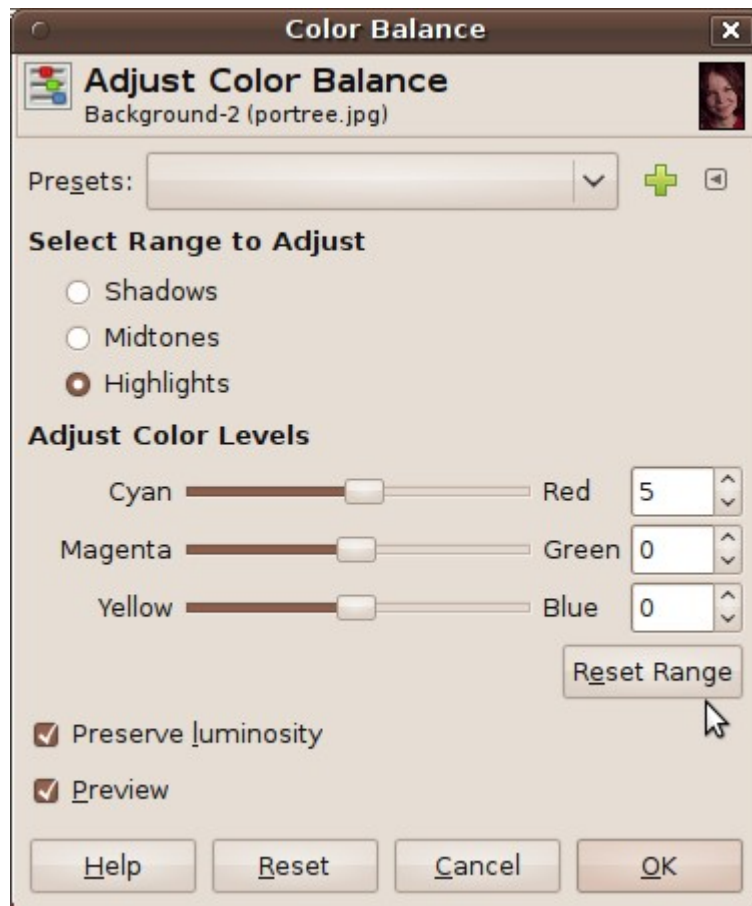 Color Balance
Adjust Color Balance
Background-2 (portree.jpg)
Presets:
Select Range to Adjust
Shadows
Midtones
Highlights
Adjust Color Levels
Cyan Red 5
Magenta Green 0
Yellow Blue 0
Reset Range
Preserve luminosity
Preview
Help Reset Cancel OK